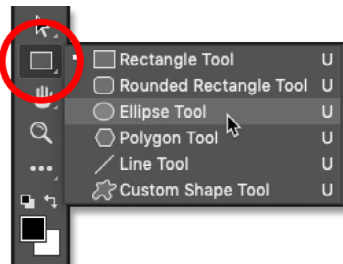 Rectangle Tool U
Rounded Rectangle Tool U
Ellipse Tool U
Polygon Tool U
Line Tool U
Custom Shape Tool U